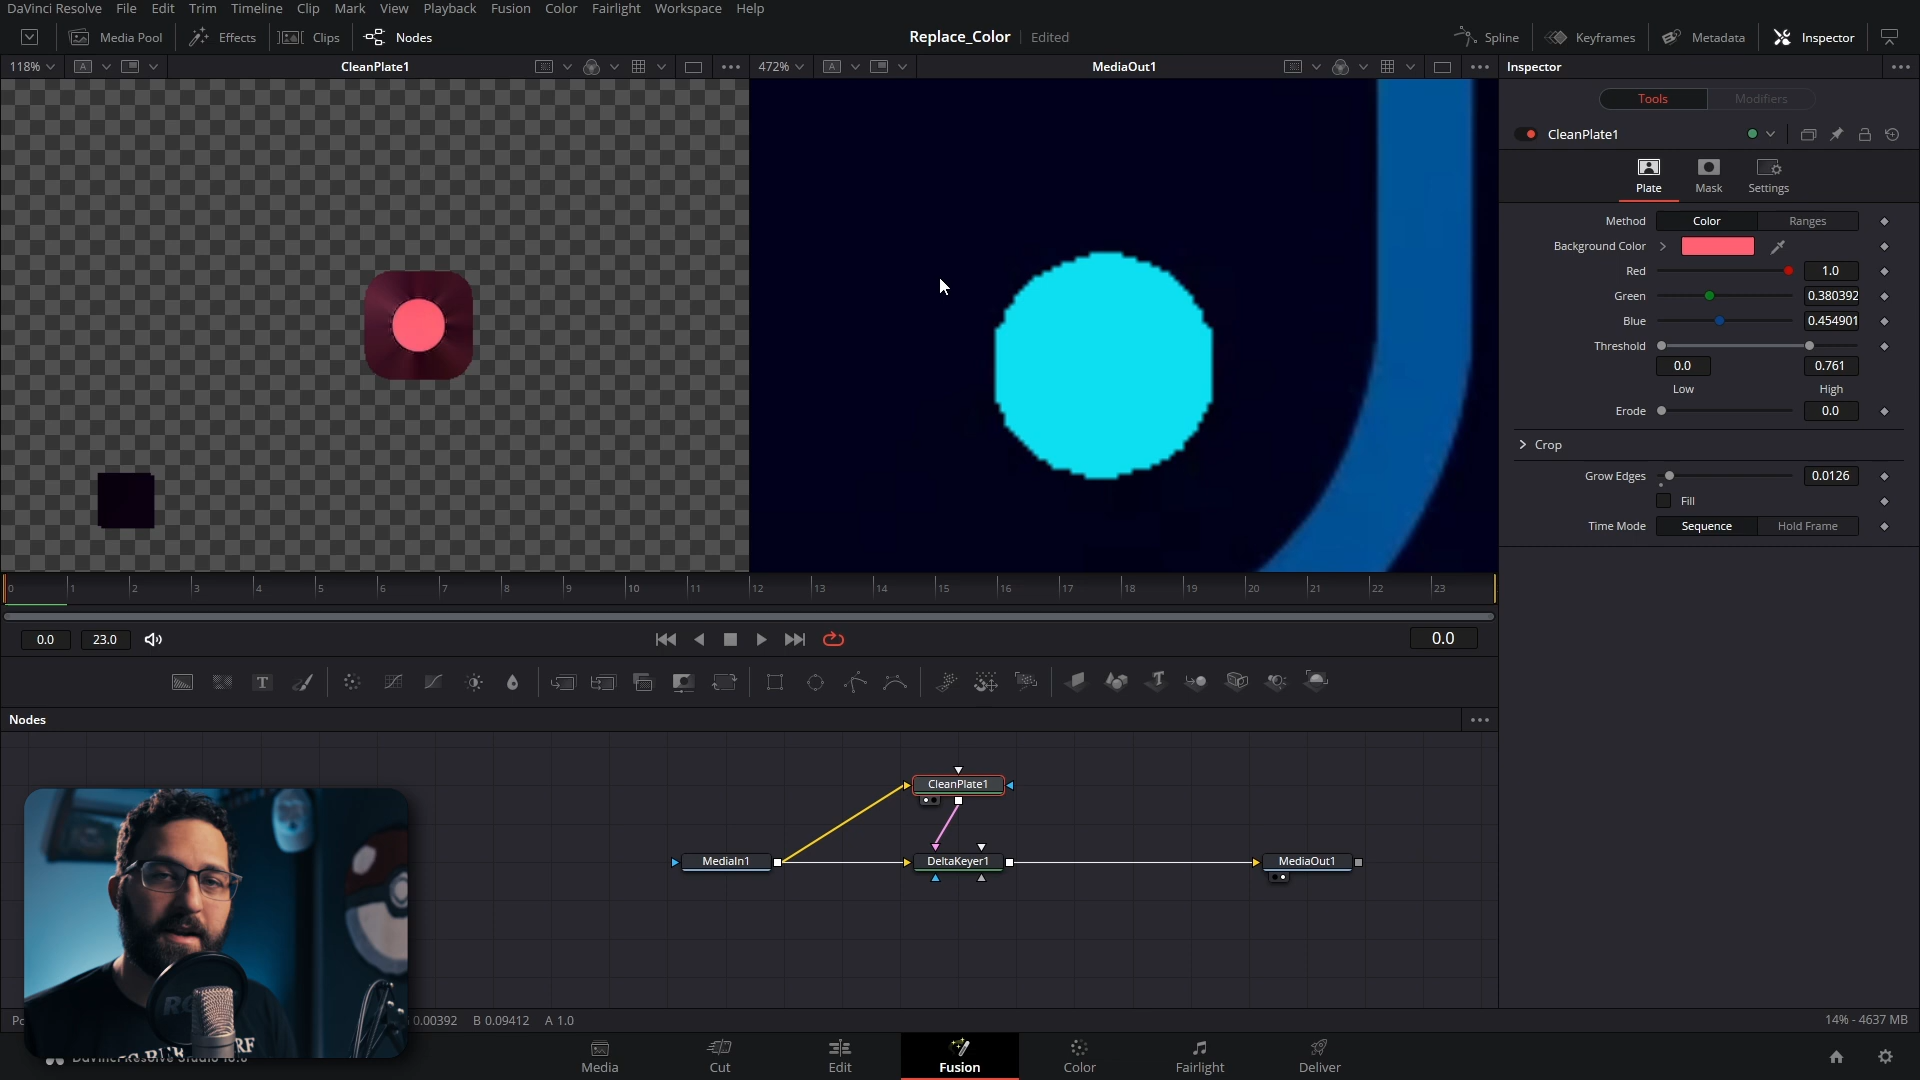 DaVinci Resolve File Edit Trim Timeline Clip Mark View Playback Fusion Color Fairlight Workspace Help
Media Pool Effects Clips Nodes Replace_Color Edited Spline Keyframes Metadata Inspector
118% A CleanPlate1 472% A MediaOut1 Inspector
Tools Modifiers
CleanPlate1
Plate Mask Settings
Method Color Ranges
Background Color
Red 1.0
Green 0.380392
Blue 0.454901
Threshold
0.0 0.761
Low High
Erode 0.0
Crop
Grow Edges 0.0126
Fill
Time Mode Sequence Hold Frame
0 1 2 3 4 5 6 7 8 9 10 11 12 13 14 15 16 17 18 19 20 21 22 23
0.0 23.0 0.0
T T
Nodes
CleanPlate1
MediaIn1 DeltaKeyer1 MediaOut1
0.00392 B 0.09412 A 1.0 14% - 4637 MB
Media Cut Edit Fusion Color Fairlight Deliver